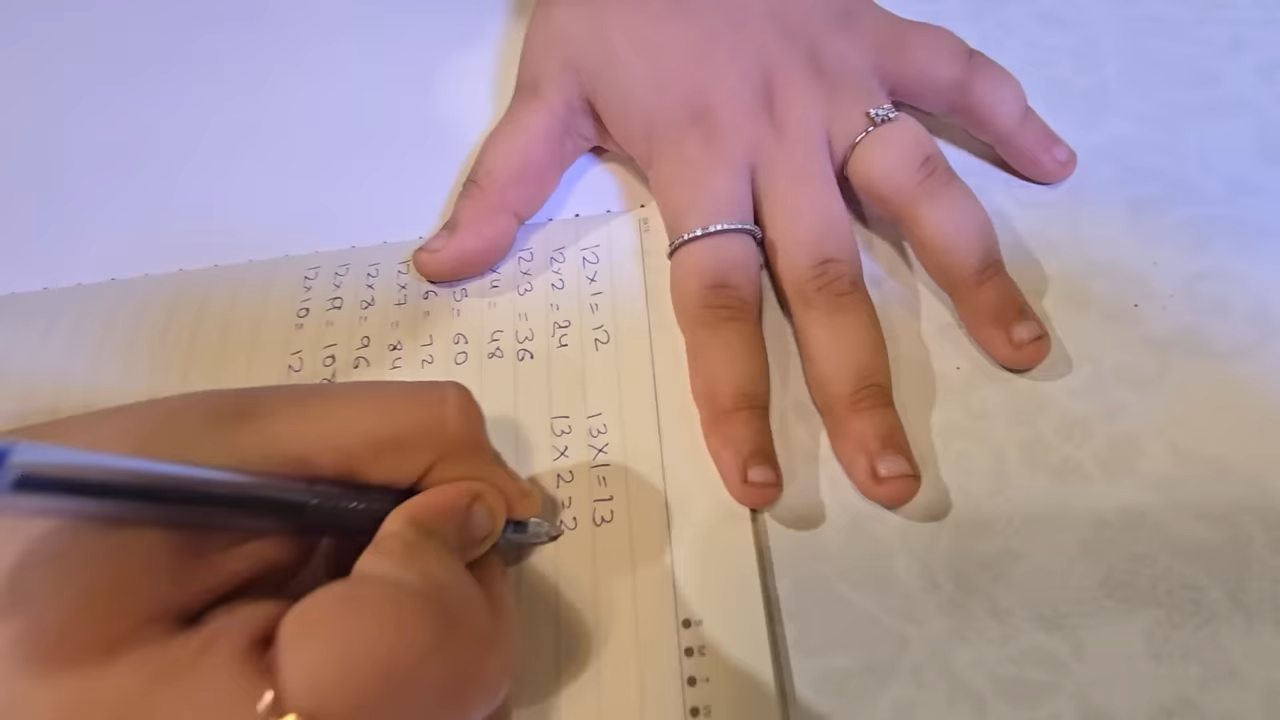 12x1=12
12x2=24
12x3=36
x4=48
5=60
6=72
12x7=84
12x8=96
12x9=108
12x10=12
13x1=13
13x2=2